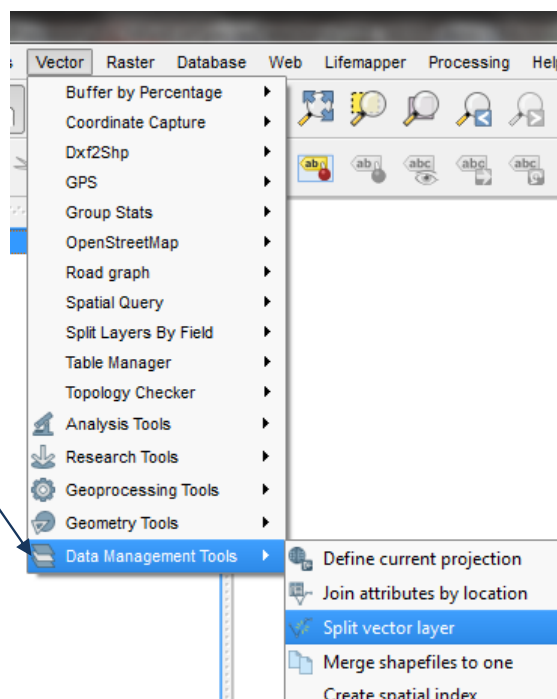 Vector Raster Database Web Lifemapper Processing Hel
Buffer by Percentage
Coordinate Capture
Dxf2Shp
GPS
Group Stats
OpenStreetMap
Road graph
Spatial Query
Split Layers By Field
Table Manager
Topology Checker
Analysis Tools
Research Tools
Geoprocessing Tools
Geometry Tools
Data Management Tools
Define current projection
Join attributes by location
Split vector layer
Merge shapefiles to one
Create spatial index